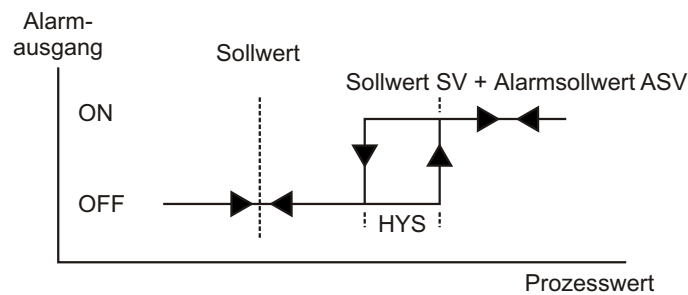 Alarm-
ausgang
Sollwert
Sollwert SV + Alarmsollwert ASV
ON
OFF
HYS
Prozesswert